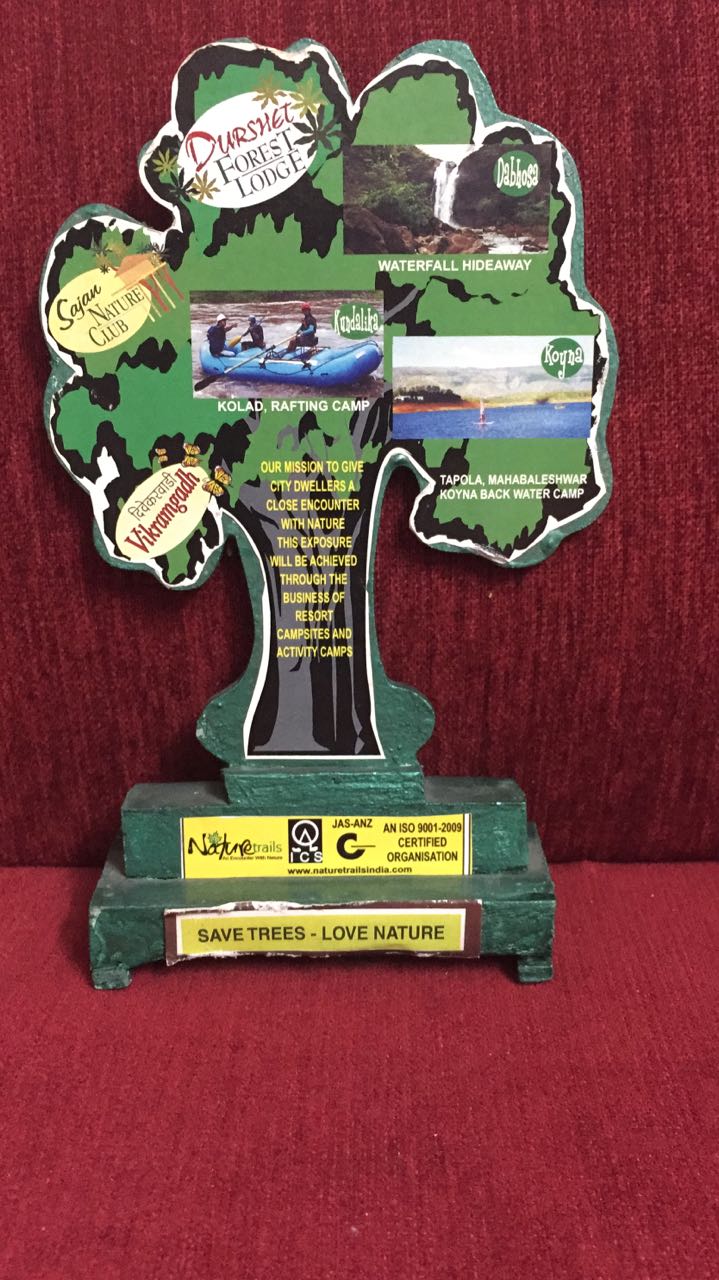 DURSHET
FOREST
LODGE
Dabhosa
WATERFALL HIDEAWAY
Sajan
NATURE
CLUB
Kundalika
KOLAD, RAFTING CAMP
Koyna
TAPOLA, MAHABALESHWAR
KOYNA BACK WATER CAMP
दिवेकरवाडी
Vikramgadh
OUR MISSION TO GIVE
CITY DWELLERS A
CLOSE ENCOUNTER
WITH NATURE
THIS EXPOSURE
WILL BE ACHIEVED
THROUGH THE
BUSINESS OF
RESORT
CAMPSITES AND
ACTIVITY CAMPS
Nature trails
An Encounter With Nature
ICS
JAS-ANZ
AN ISO 9001-2009
CERTIFIED
ORGANISATION
www.naturetrailsindia.com
SAVE TREES - LOVE NATURE